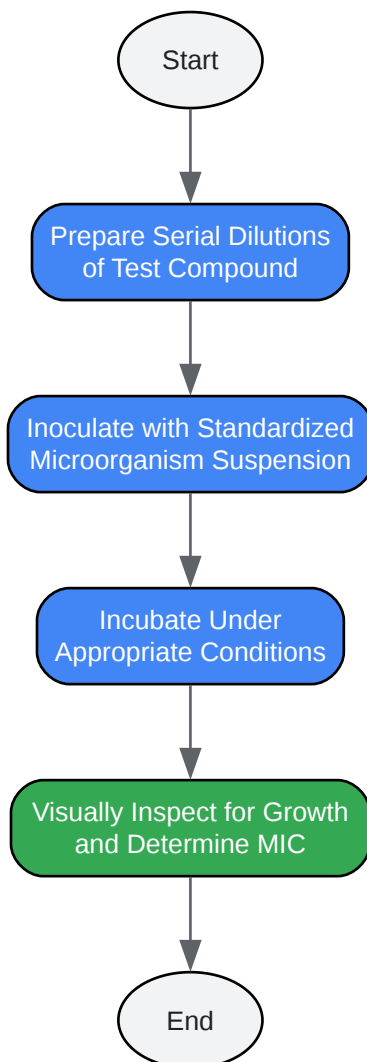 Start
Prepare Serial Dilutions
of Test Compound
Inoculate with Standardized
Microorganism Suspension
Incubate Under
Appropriate Conditions
Visually Inspect for Growth
and Determine MIC
End